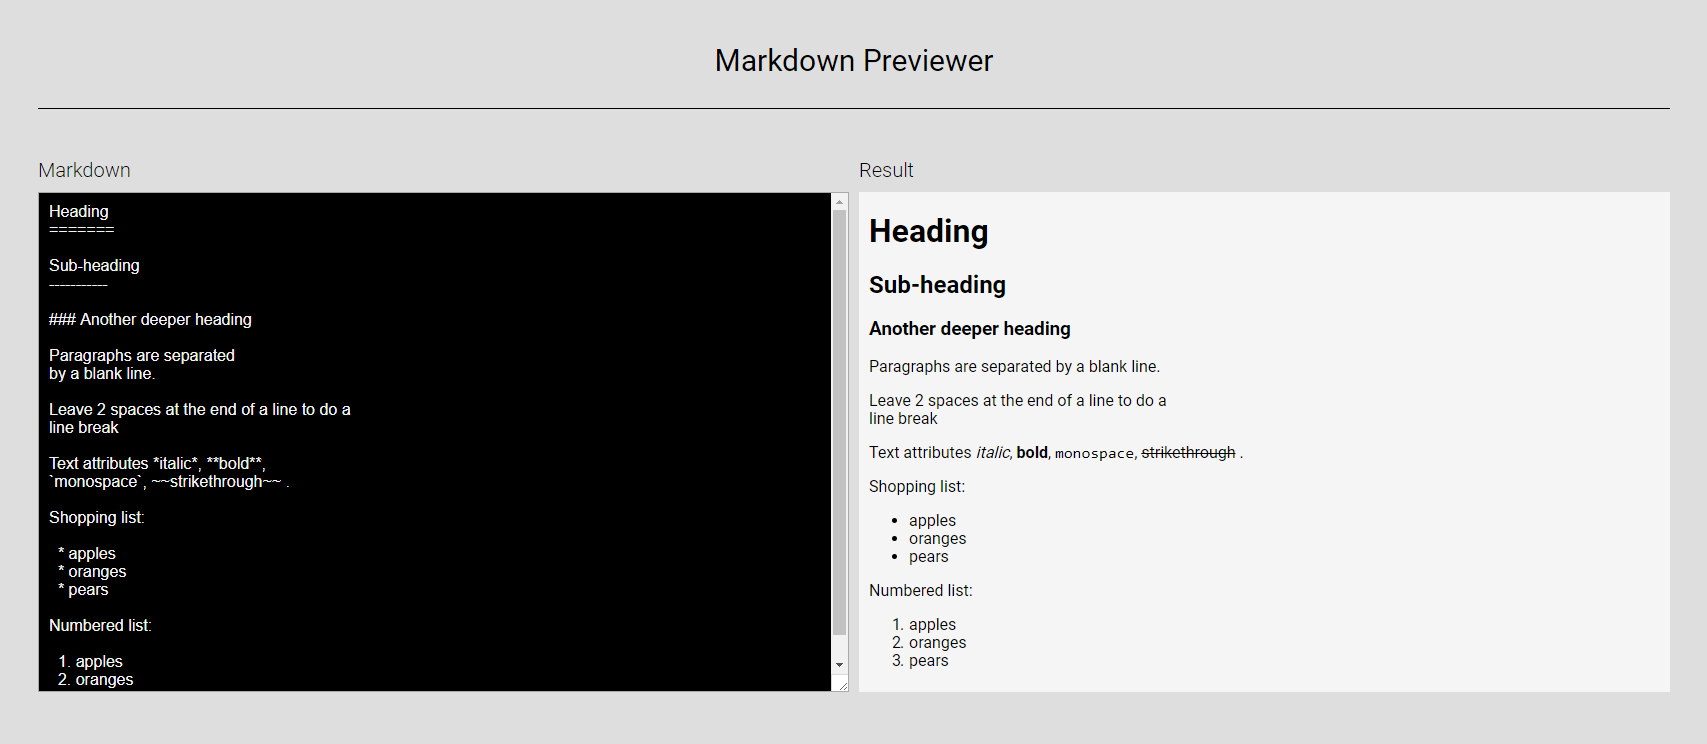 Markdown Previewer
Markdown
Heading
=======
Sub-heading
-----------
### Another deeper heading
Paragraphs are separated
by a blank line.
Leave 2 spaces at the end of a line to do a
line break
Text attributes *italic*, **bold**,
`monospace`, ~~strikethrough~~ .
Shopping list:
* apples
* oranges
* pears
Numbered list:
1. apples
2. oranges
Result
Heading
Sub-heading
Another deeper heading
Paragraphs are separated by a blank line.
Leave 2 spaces at the end of a line to do a
line break
Text attributes italic, bold, monospace, strikethrough .
Shopping list:
• apples
• oranges
• pears
Numbered list:
1. apples
2. oranges
3. pears